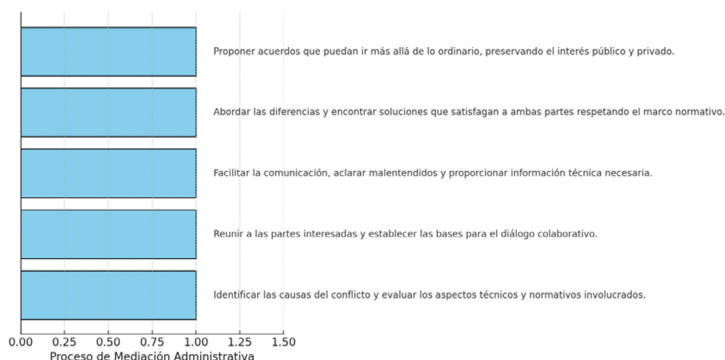 Proponer acuerdos que puedan ir más allá de lo ordinario, preservando el interés público y privado.
Abordar las diferencias y encontrar soluciones que satisfagan a ambas partes respetando el marco normativo.
Facilitar la comunicación, aclarar malentendidos y proporcionar información técnica necesaria.
Reunir a las partes interesadas y establecer las bases para el diálogo colaborativo.
Identificar las causas del conflicto y evaluar los aspectos técnicos y normativos involucrados.
0.00 0.25 0.50 0.75 1.00 1.25 1.50
Proceso de Mediación Administrativa